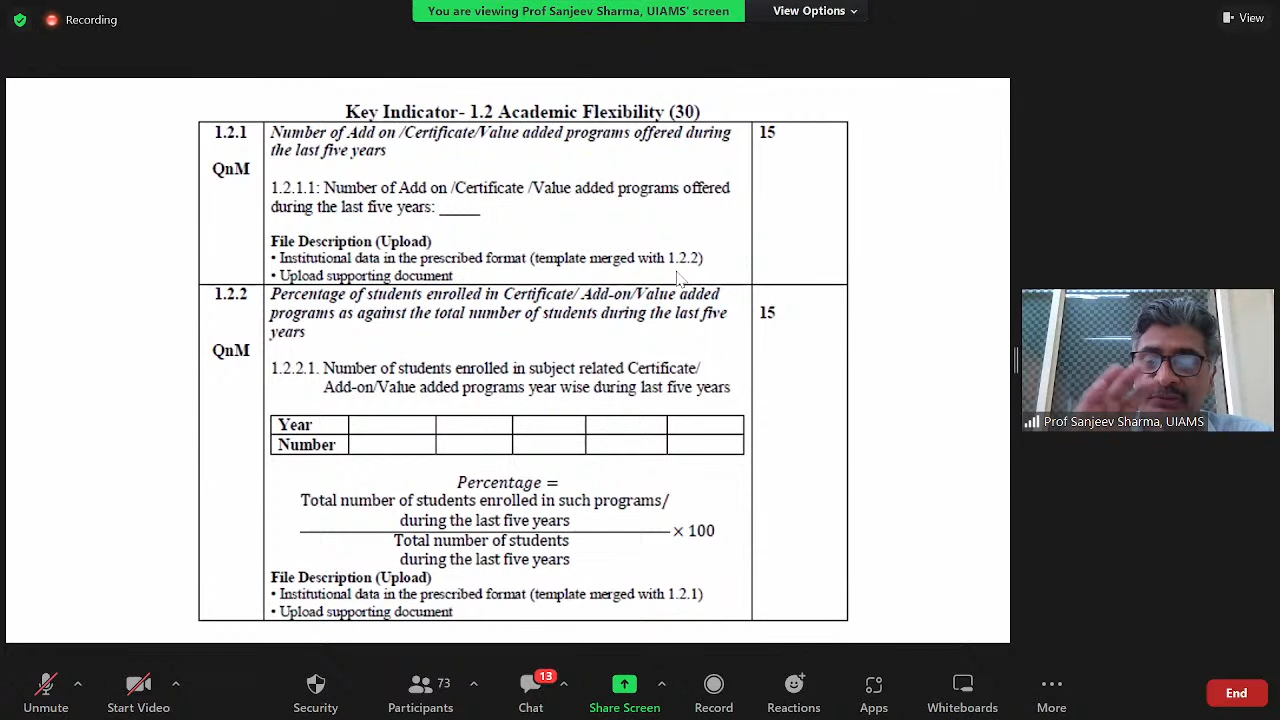 Recording
You are viewing Prof Sanjeev Sharma, UIAMS' screen
View Options
View
Key Indicator- 1.2 Academic Flexibility (30)
1.2.1
QnM
Number of Add on /Certificate/Value added programs offered during
the last five years
15
1.2.1.1: Number of Add on /Certificate /Value added programs offered
during the last five years: _____
File Description (Upload)
• Institutional data in the prescribed format (template merged with 1.2.2)
• Upload supporting document
1.2.2
QnM
Percentage of students enrolled in Certificate/ Add-on/Value added
programs as against the total number of students during the last five
years
15
1.2.2.1. Number of students enrolled in subject related Certificate/
Add-on/Value added programs year wise during last five years
Year
Number
Percentage =
Total number of students enrolled in such programs/
during the last five years
Total number of students
during the last five years
× 100
File Description (Upload)
• Institutional data in the prescribed format (template merged with 1.2.1)
• Upload supporting document
Prof Sanjeev Sharma, UIAMS
Unmute
Start Video
Security
73
Participants
13
Chat
Share Screen
Record
Reactions
Apps
Whiteboards
More
End